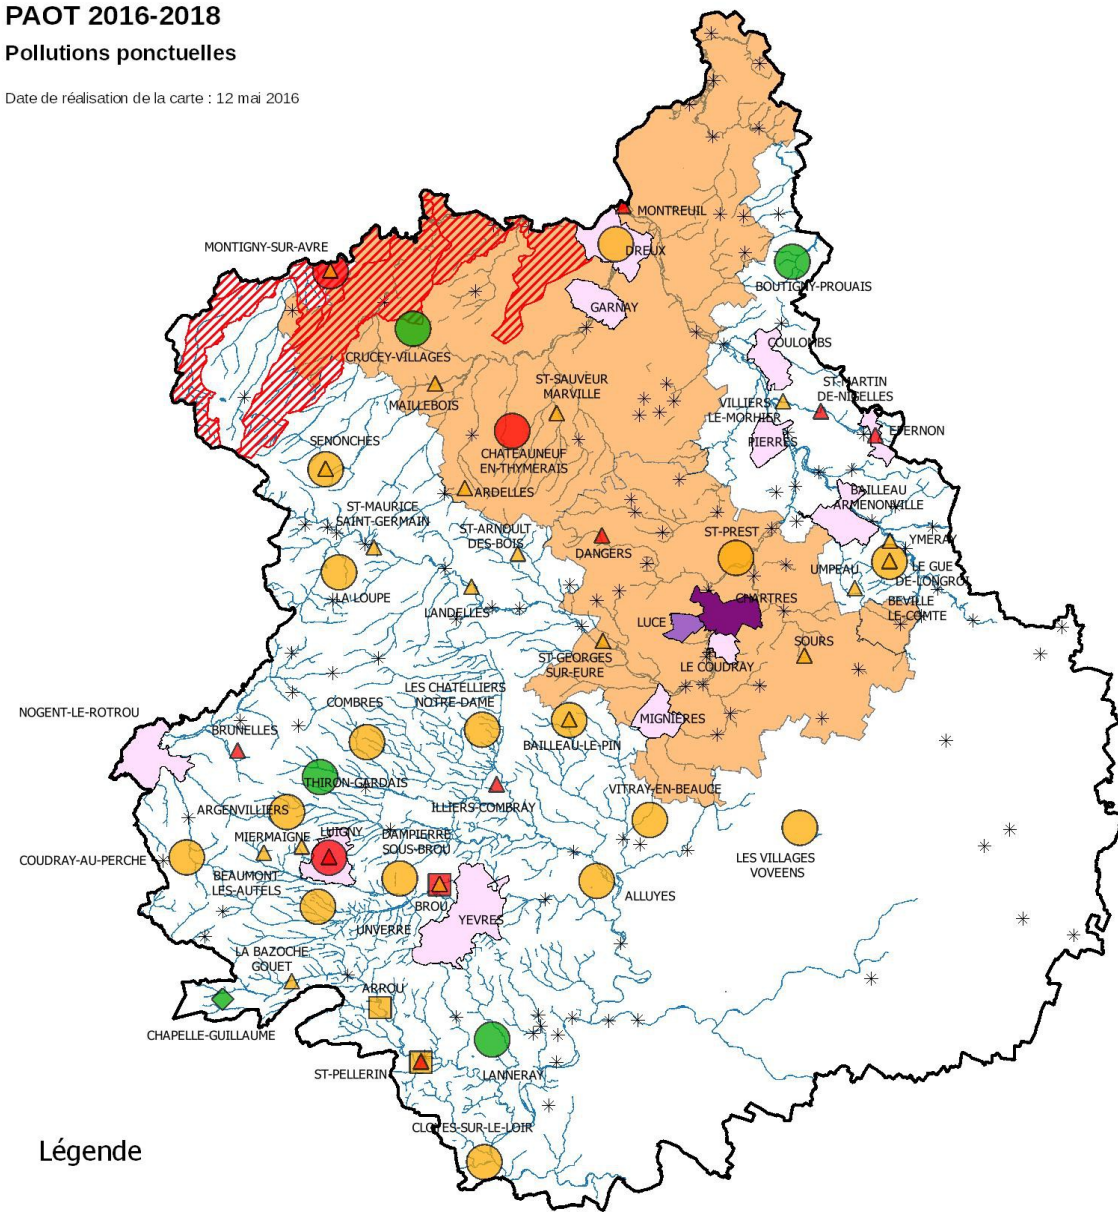 PAOT 2016-2018
Pollutions ponctuelles
Date de réalisation de la carte : 12 mai 2016
MONTREUIL
MONTIGNY-SUR-AVRE
DREUX
BOUTIGNY-PROUAIS
GARNAY
COULOMBS
CRUCEY-VILLAGES
ST-SAUVEUR
MARVILLE
ST-MARTIN
DE-NIGELLES
MAILLEBOIS
VILLIERS
LE-MORHIER
EPERNON
SENONCHES
PIERRES
CHATEAUNEUF
EN-THYMERAIS
ARDELLES
BAILLEAU
ARMENONVILLE
ST-MAURICE
SAINT-GERMAIN
ST-ARNOULT
DES-BOIS
ST-PREST
YMERAY
DANGERS
UMPEAU
LE GUE
DE-LONGROI
LA LOUPE
CHARTRES
BEVILLE
LE-COMTE
LANDELLES
LUCE
SOURS
ST-GEORGES
SUR-EURE
LE COUDRAY
LES CHATELLIERS
NOTRE-DAME
COMBRES
NOGENT-LE-ROTROU
MIGNIERES
BRUNELLES
BAILLEAU-LE-PIN
THIRON-GARDAIS
VITRAY-EN-BEAUCE
ILLIERS-COMBRAY
ARGENVILLIERS
MIERMAIGNE
LUIGNY
DAMPIERRE
SOUS-BROU
COUDRAY-AU-PERCHE
LES VILLAGES
VOVEENS
BEAUMONT
LES-AUTELS
ALLUYES
BROU
YEVRES
UNVERRE
LA BAZOCHE
GOUET
ARROU
CHAPELLE-GUILLAUME
ST-PELLERIN
LANNERAY
CLOYES-SUR-LE-LOIR
Légende